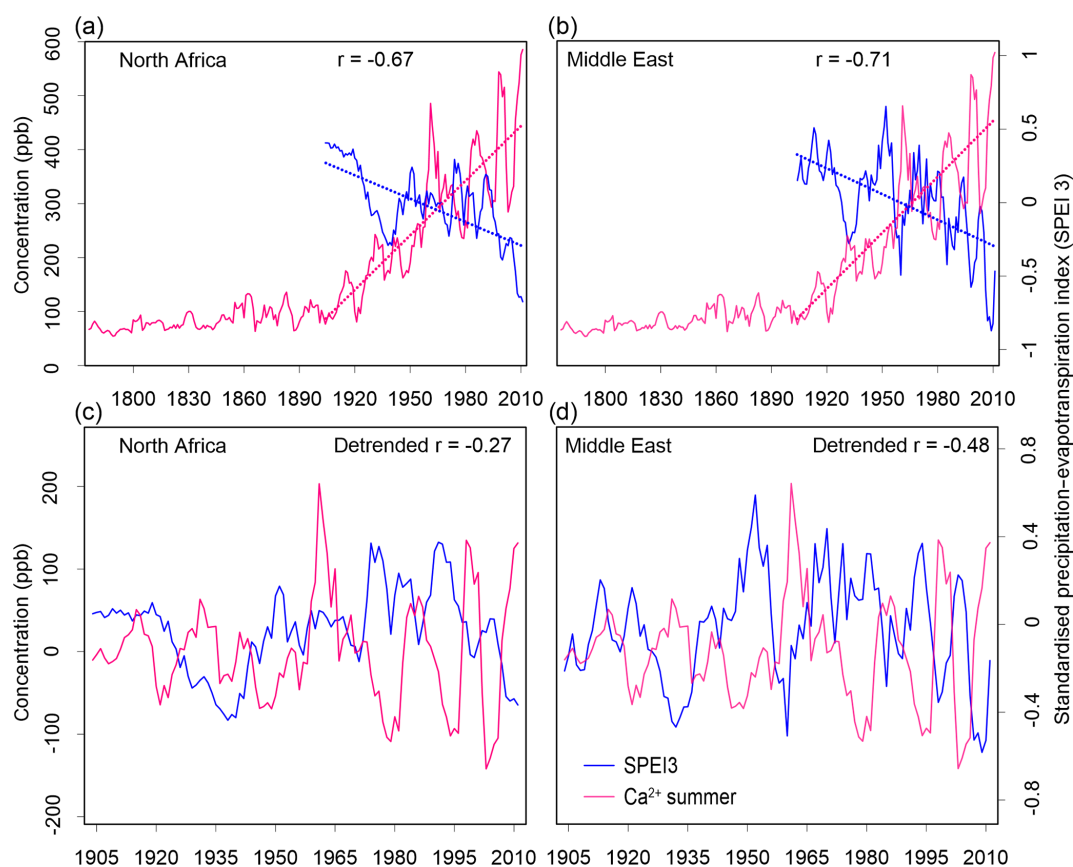 (a)
North Africa r = -0.67
600
500
400
300
200
100
0
Concentration (ppb)
1800 1830 1860 1890 1920 1950 1980 2010
(b)
Middle East r = -0.71
1
0.5
0
-0.5
-1
1800 1830 1860 1890 1920 1950 1980 2010
Standardised precipitation-evapotranspiration index (SPEI 3)
(c)
North Africa Detrended r = -0.27
200
100
0
-100
-200
Concentration (ppb)
1905 1920 1935 1950 1965 1980 1995 2010
(d)
Middle East Detrended r = -0.48
0.8
0.4
0
-0.4
-0.8
SPEI3
Ca²⁺ summer
1905 1920 1935 1950 1965 1980 1995 2010